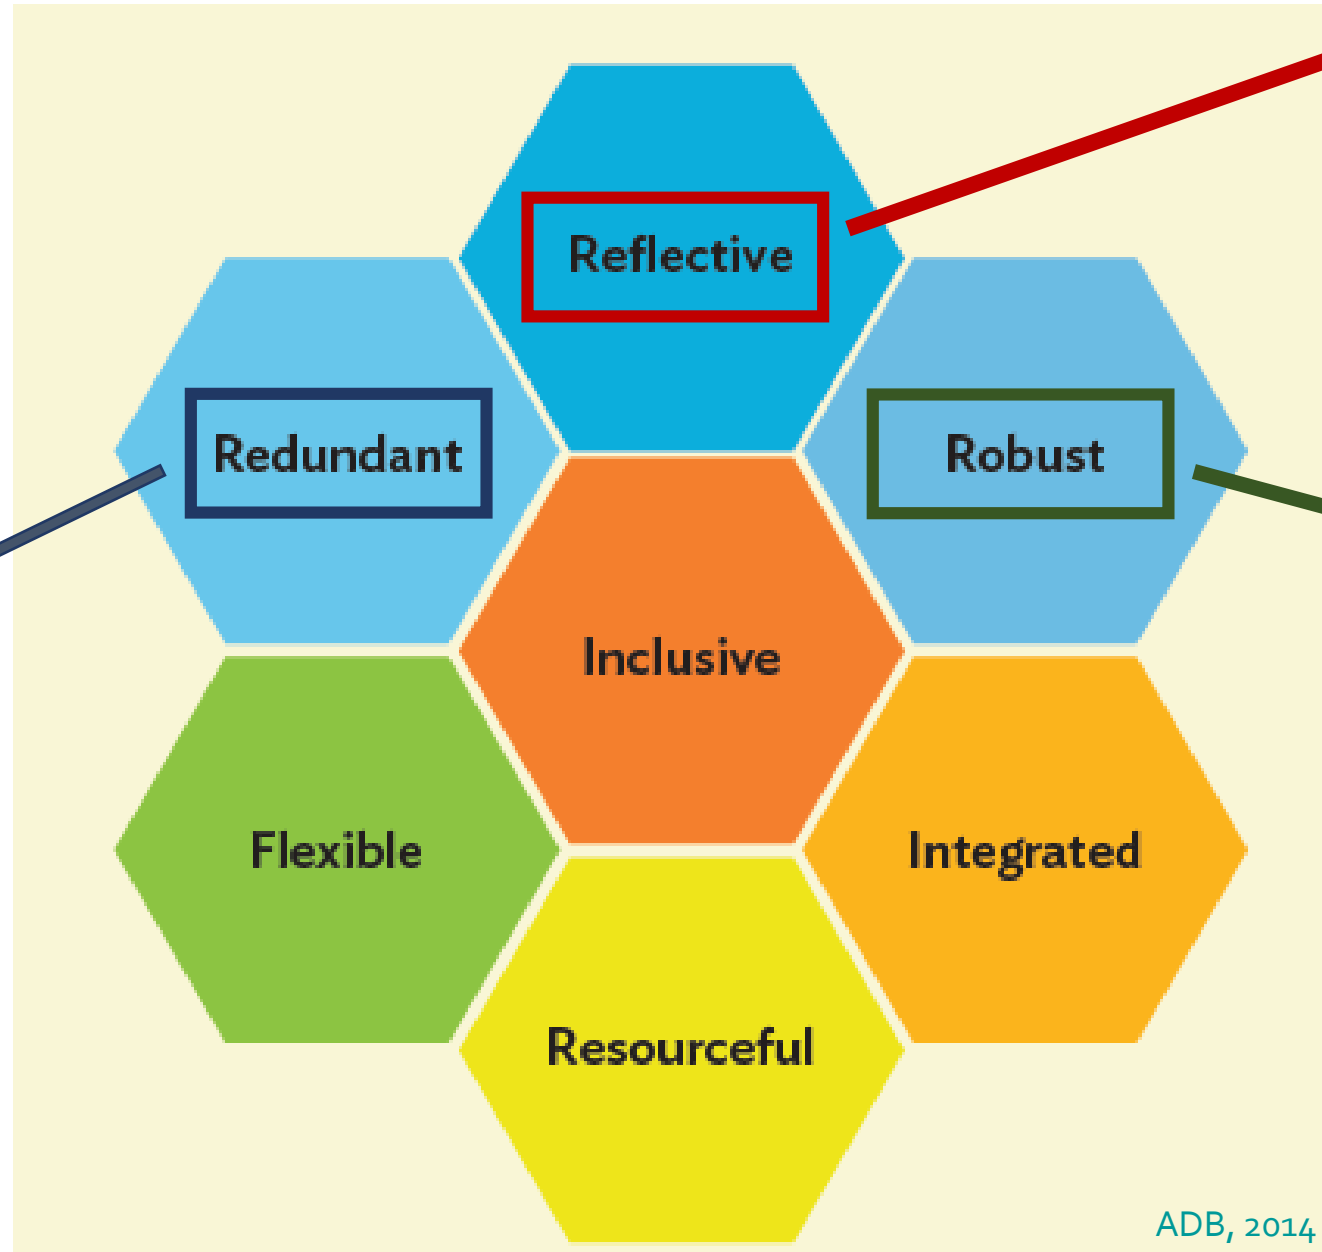 Reflective
Redundant
Robust
Inclusive
Flexible
Integrated
Resourceful
ADB, 2014